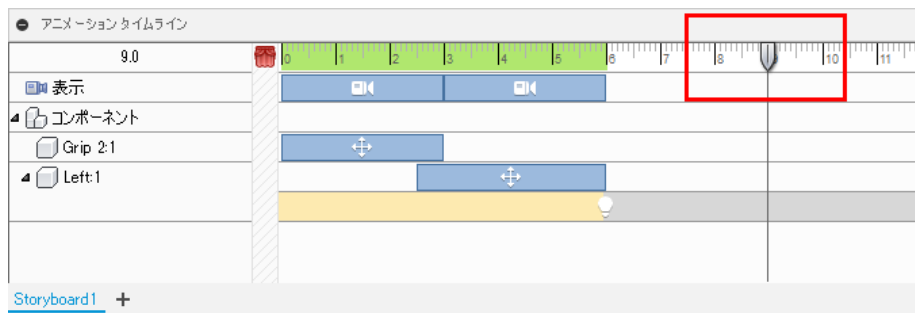 アニメーション タイムライン
9.0
0 1 2 3 4 5 6 7 8 10 11
表示
コンポーネント
Grip 2:1
Left:1
Storyboard1 +